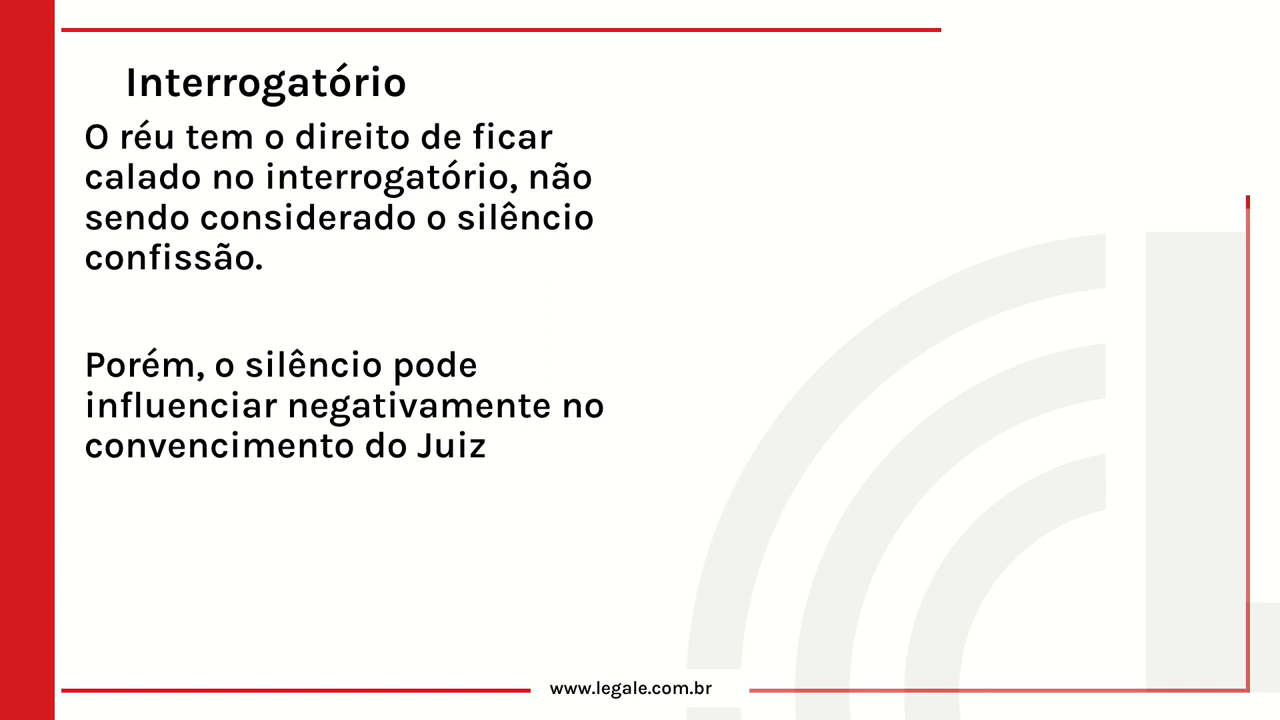 Interrogatório
O réu tem o direito de ficar
calado no interrogatório, não
sendo considerado o silêncio
confissão.
Porém, o silêncio pode
influenciar negativamente no
convencimento do Juiz
www.legale.com.br